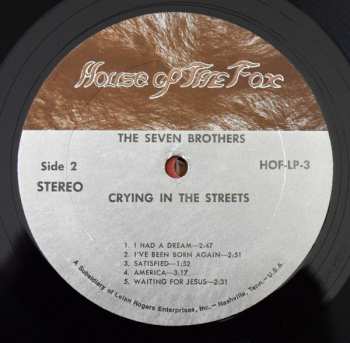 House of The Fox
THE SEVEN BROTHERS
Side 2
HOF-LP-3
STEREO
CRYING IN THE STREETS
1. I HAD A DREAM—2:47
2. I'VE BEEN BORN AGAIN—2:51
3. SATISFIED—1:52
4. AMERICA—3:17
5. WAITING FOR JESUS—2:31
A Subsidary of Lelan Rogers Enterprises, Inc.—Nashville, Tenn.—U.S.A.